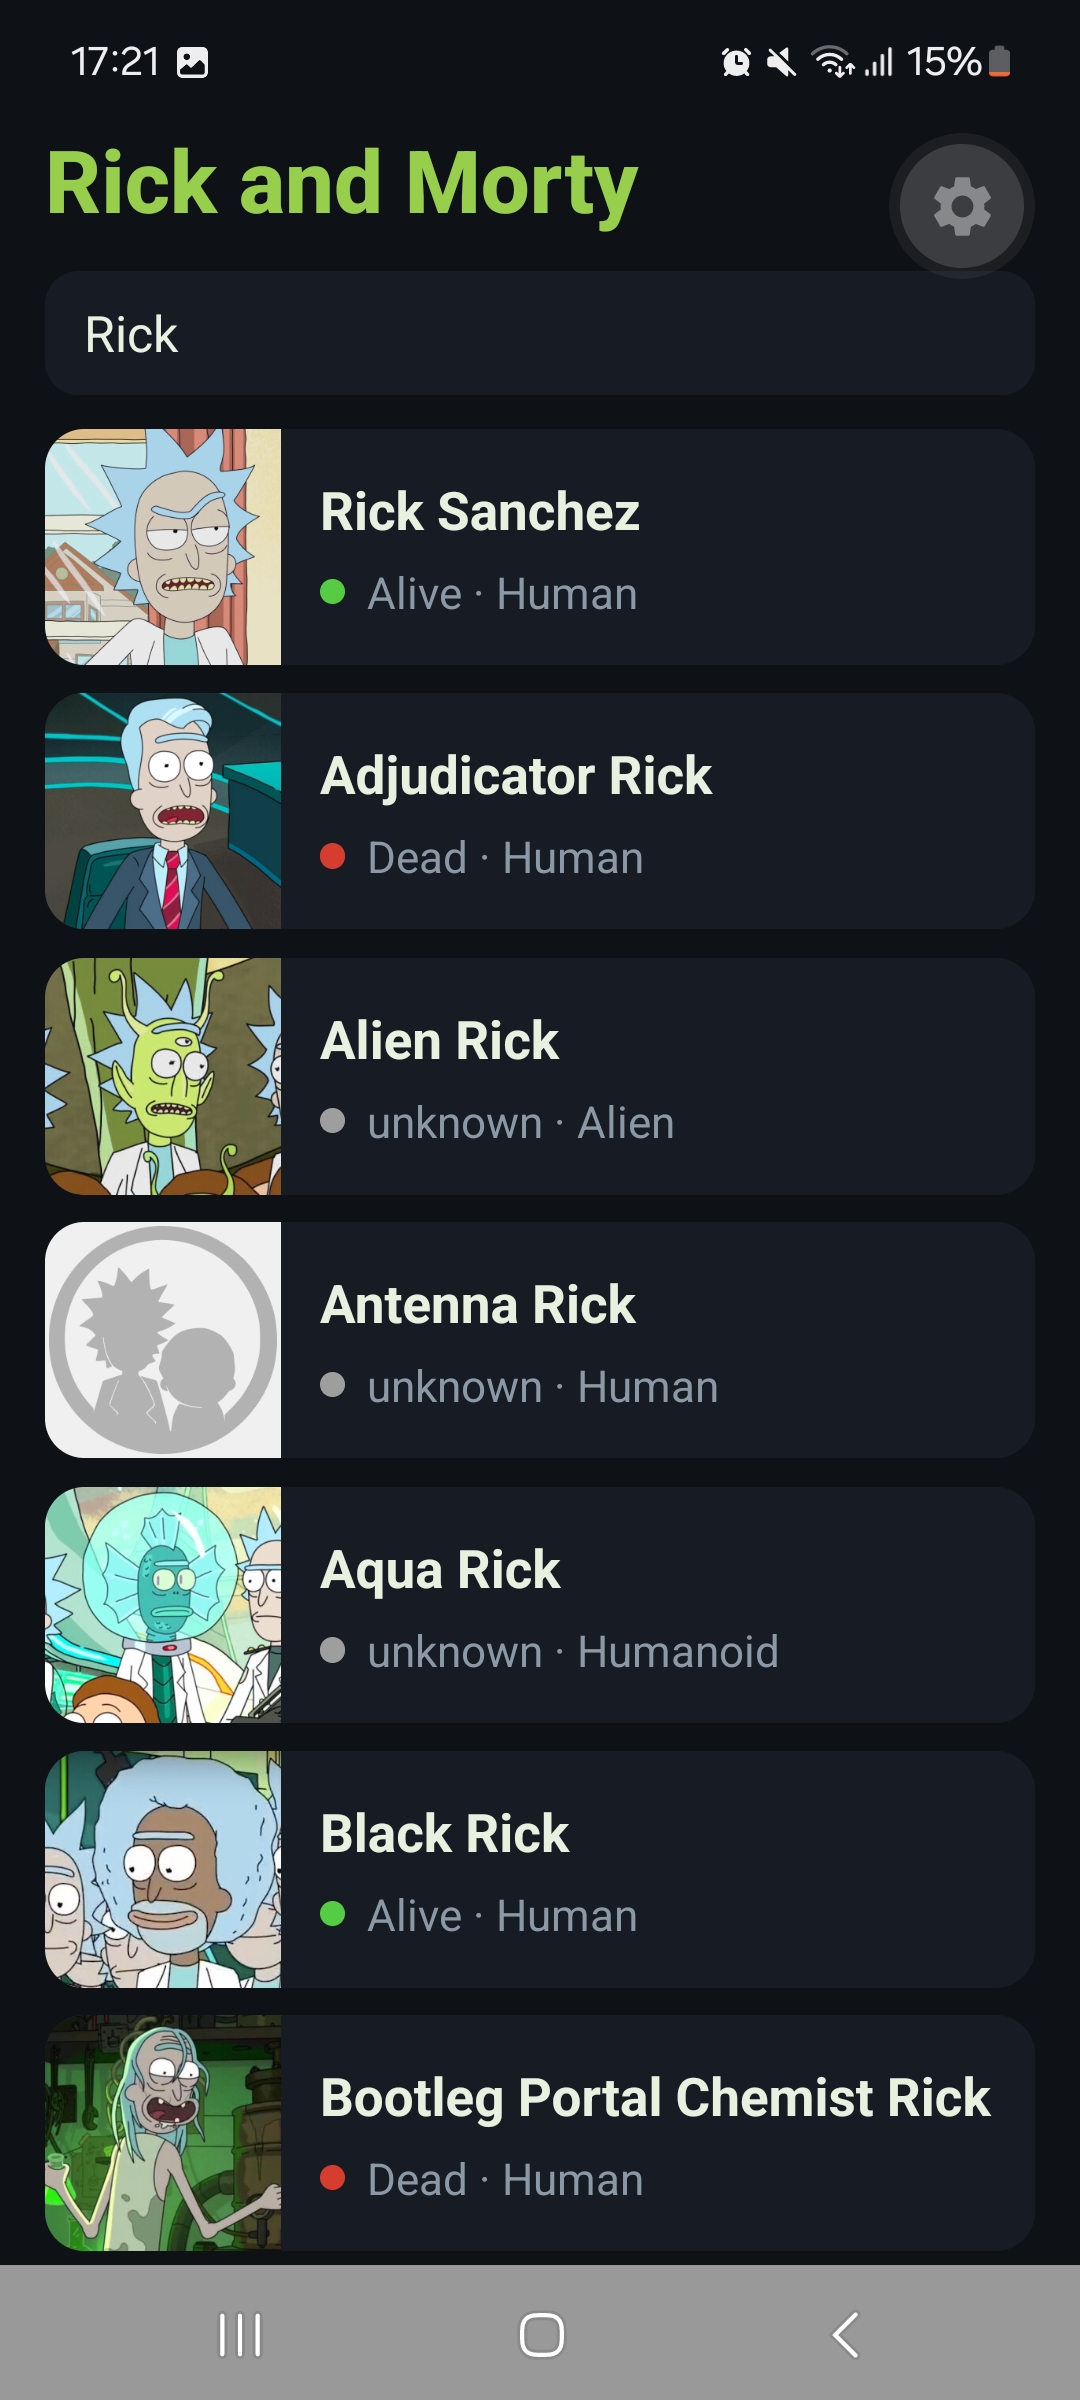 17:21
15%
Rick and Morty
Rick
Rick Sanchez
Alive · Human
Adjudicator Rick
Dead · Human
Alien Rick
unknown · Alien
Antenna Rick
unknown · Human
Aqua Rick
unknown · Humanoid
Black Rick
Alive · Human
Bootleg Portal Chemist Rick
Dead · Human